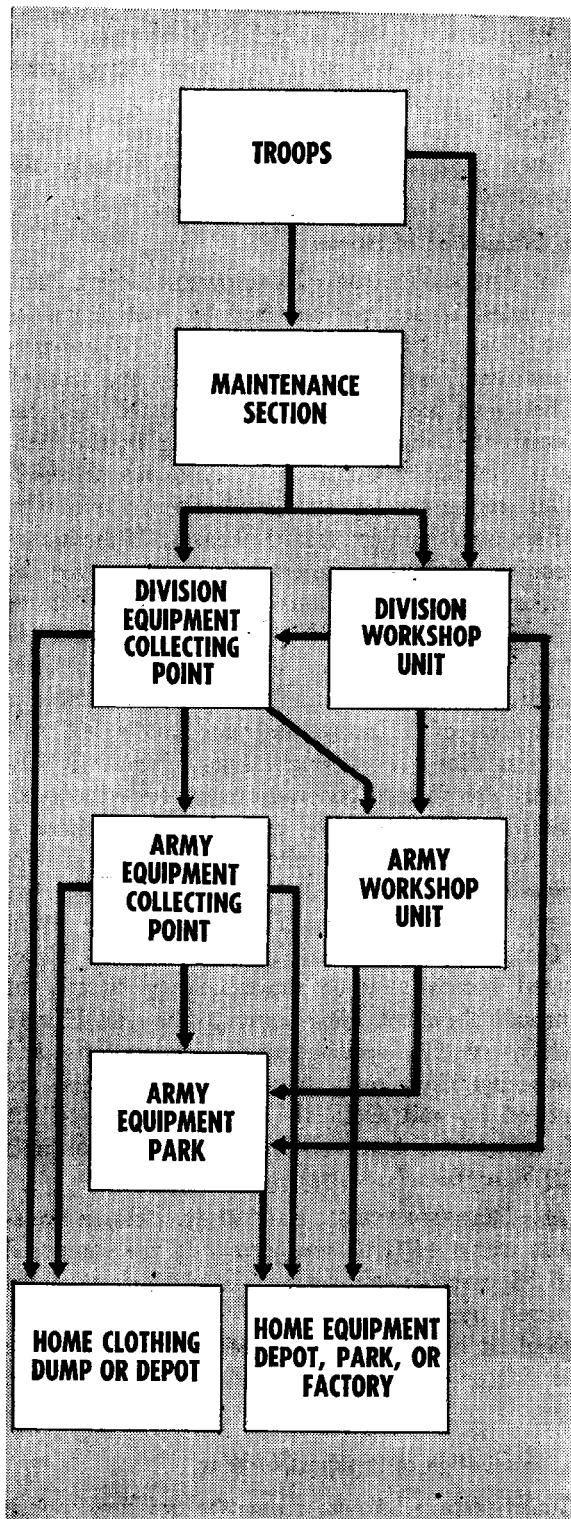 TROOPS
MAINTENANCE
SECTION
DIVISION
EQUIPMENT
COLLECTING
POINT
DIVISION
WORKSHOP
UNIT
ARMY
EQUIPMENT
COLLECTING
POINT
ARMY
WORKSHOP
UNIT
ARMY
EQUIPMENT
PARK
HOME CLOTHING
DUMP OR DEPOT
HOME EQUIPMENT
DEPOT, PARK, OR
FACTORY